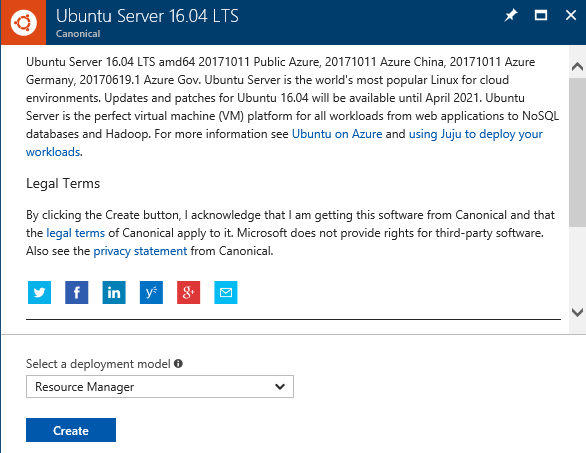 Ubuntu Server 16.04 LTS
Canonical
Ubuntu Server 16.04 LTS amd64 20171011 Public Azure, 20171011 Azure China, 20171011 Azure
Germany, 20170619.1 Azure Gov. Ubuntu Server is the world's most popular Linux for cloud
environments. Updates and patches for Ubuntu 16.04 will be available until April 2021. Ubuntu
Server is the perfect virtual machine (VM) platform for all workloads from web applications to NoSQL
databases and Hadoop. For more information see Ubuntu on Azure and using Juju to deploy your
workloads.
Legal Terms
By clicking the Create button, I acknowledge that I am getting this software from Canonical and that
the legal terms of Canonical apply to it. Microsoft does not provide rights for third-party software.
Also see the privacy statement from Canonical.
Select a deployment model
Resource Manager
Create